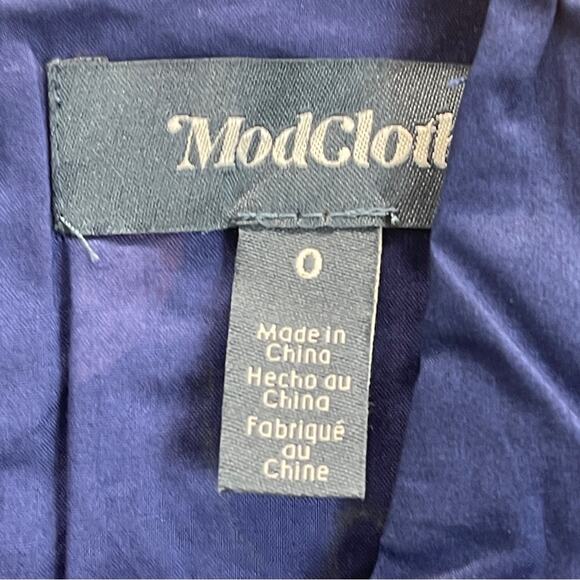 ModClot
0
Made in
China
Hecho au
China
Fabriqué
au
Chine